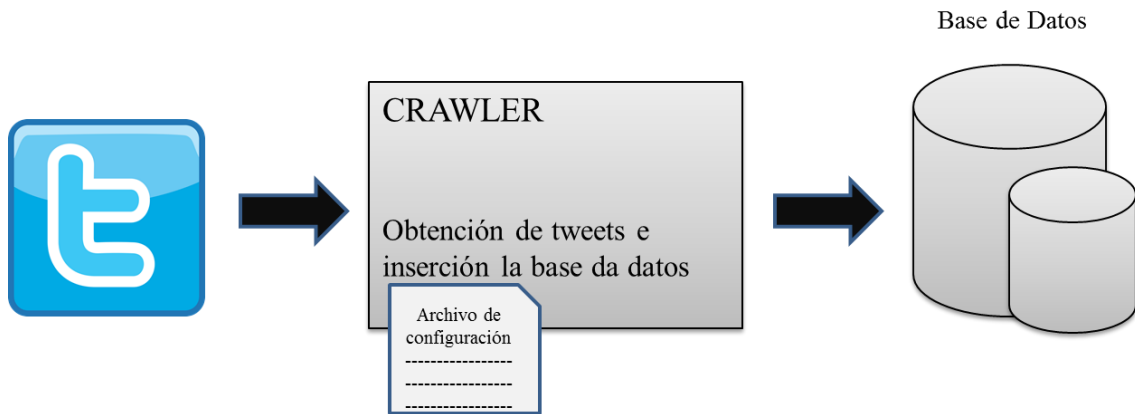 Base de Datos
CRAWLER
Obtención de tweets e
inserción la base da datos
Archivo de
configuración
------------------
------------------
------------------